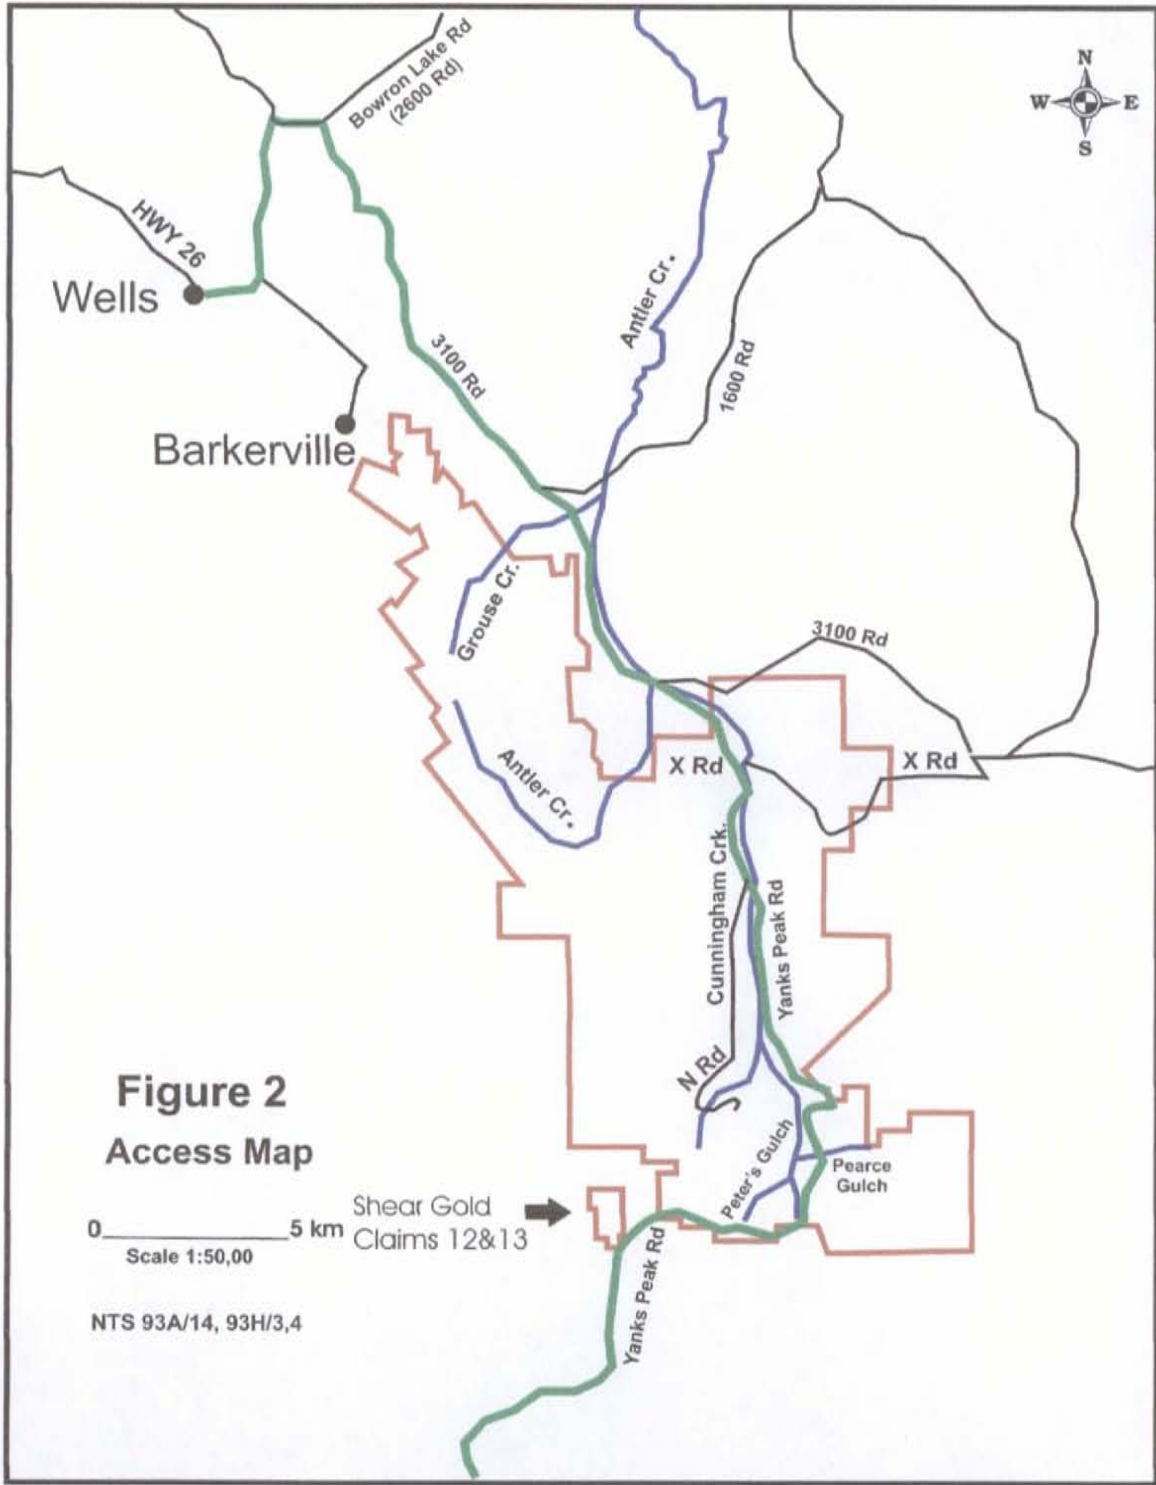 Bowron Lake Rd
(2600 Rd)
N
W E
S
HWY 26
Wells
Antler Cr.
3100 Rd
1600 Rd
Barkerville
Grouse Cr.
3100 Rd
Antler Cr.
X Rd
X Rd
Cunningham Crk.
Yanks Peak Rd
N Rd
Figure 2
Access Map
Peter's Gulch
Pearce
Gulch
Shear Gold
Claims 12&13
0 5 km
Scale 1:50,00
Yanks Peak Rd
NTS 93A/14, 93H/3,4